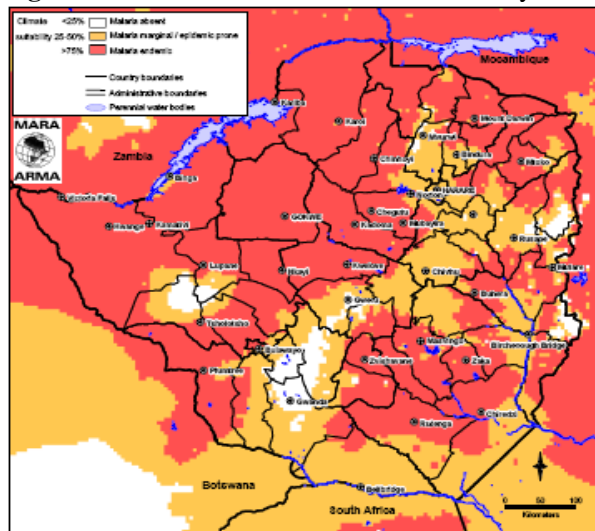 Climate <25% Malaria absent
suitability 25-50% Malaria marginal / epidemic prone
>75% Malaria endemic
Country boundaries
Administrative boundaries
Perennial water bodies
MARA
ARMA
Mocambique
Zambia
Kariba
Karoi
Mount Darwin
Mvurwi
Chinhoyi
Bindura
Mtoko
Binga
Victoria Falls
HARARE
Norton
Hwange
Kamativi
GOKWE
Chegutu
Kadoma
Mubayira
Rusape
Lupane
Nkayi
Kwekwe
Chivhu
Mutare
Gweru
Buhera
Tsholotsho
Bulawayo
Masvingo
Birchenough Bridge
Plumtree
Zvishavane
Zaka
Gwanda
Rutenga
Chiredzi
Botswana
Beitbridge
South Africa
0 50 100
Kilometers